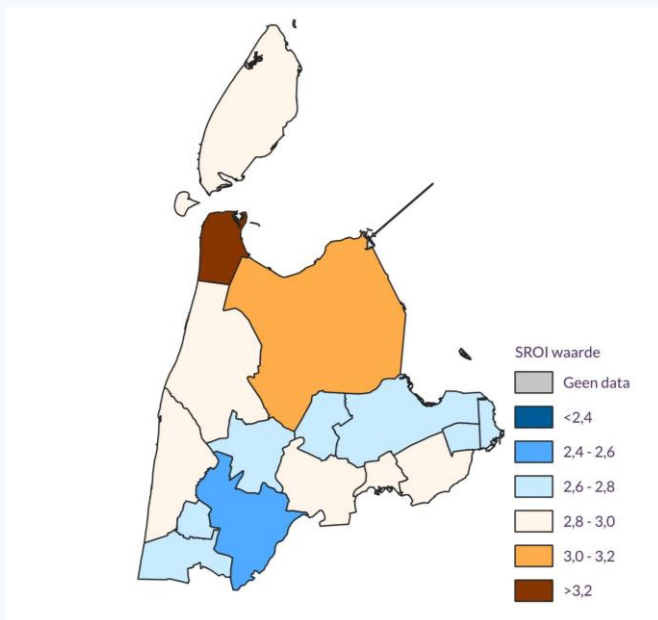 SROI waarde
Geen data
<2,4
2,4 - 2,6
2,6 - 2,8
2,8 - 3,0
3,0 - 3,2
>3,2